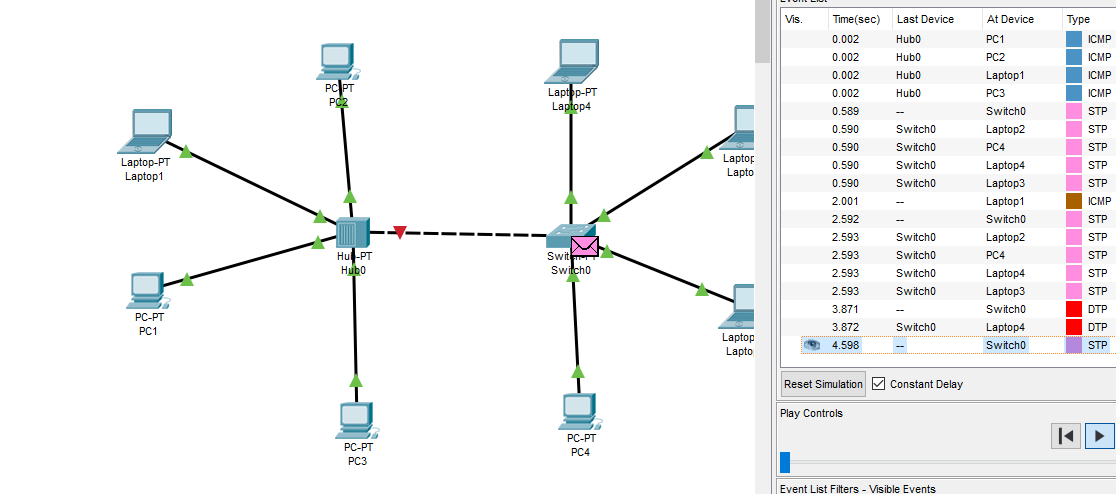 PC-PT
PC2
Laptop-PT
Laptop4
Laptop-PT
Laptop1
Laptop
Lapto
Hub-PT
Hub0
Switch-PT
Switch0
PC-PT
PC1
Laptop
Lapto
PC-PT
PC3
PC-PT
PC4
Event List
Vis. Time(sec) Last Device At Device Type
0.002 Hub0 PC1 ICMP
0.002 Hub0 PC2 ICMP
0.002 Hub0 Laptop1 ICMP
0.002 Hub0 PC3 ICMP
0.589 -- Switch0 STP
0.590 Switch0 Laptop2 STP
0.590 Switch0 PC4 STP
0.590 Switch0 Laptop4 STP
0.590 Switch0 Laptop3 STP
2.001 -- Laptop1 ICMP
2.592 -- Switch0 STP
2.593 Switch0 Laptop2 STP
2.593 Switch0 PC4 STP
2.593 Switch0 Laptop4 STP
2.593 Switch0 Laptop3 STP
3.871 -- Switch0 DTP
3.872 Switch0 Laptop4 DTP
4.598 -- Switch0 STP
Reset Simulation Constant Delay
Play Controls
Event List Filters - Visible Events